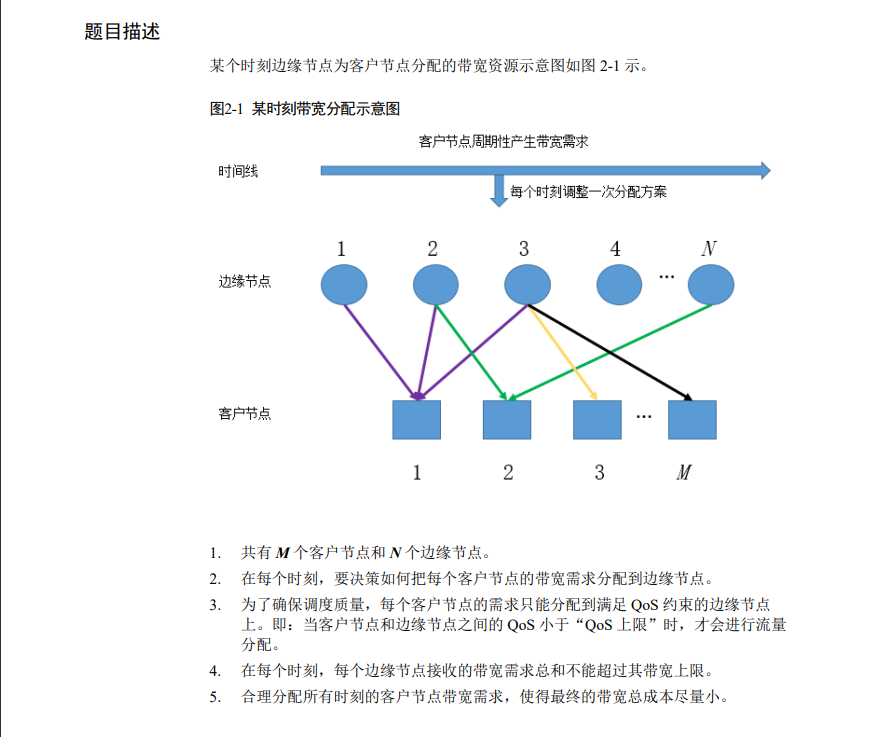 题目描述
某个时刻边缘节点为客户节点分配的带宽资源示意图如图 2-1 示。
图2-1 某时刻带宽分配示意图
客户节点周期性产生带宽需求
时间线
每个时刻调整一次分配方案
1 2 3 4 N
边缘节点 ...
客户节点 ...
1 2 3 M
1. 共有 M 个客户节点和 N 个边缘节点。
2. 在每个时刻，要决策如何把每个客户节点的带宽需求分配到边缘节点。
3. 为了确保调度质量，每个客户节点的需求只能分配到满足 QoS 约束的边缘节点
上。即：当客户节点和边缘节点之间的 QoS 小于“QoS 上限”时，才会进行流量
分配。
4. 在每个时刻，每个边缘节点接收的带宽需求总和不能超过其带宽上限。
5. 合理分配所有时刻的客户节点带宽需求，使得最终的带宽总成本尽量小。